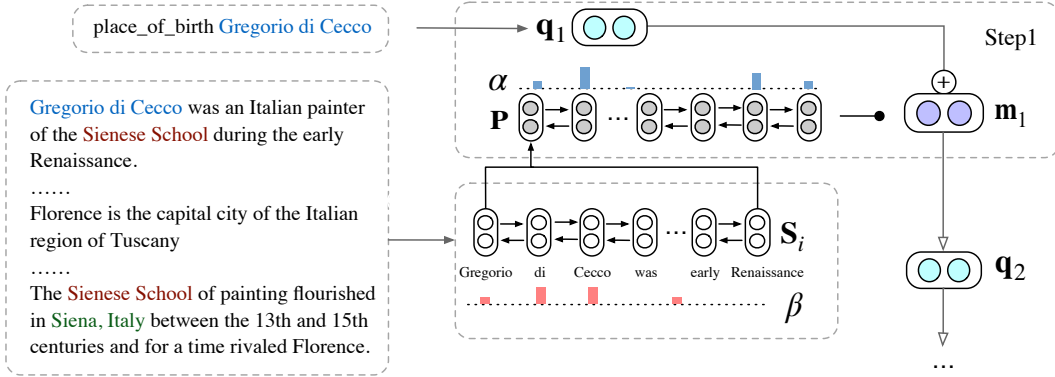 place_of_birth Gregorio di Cecco
q1
Step1
α
P
...
+
m1
Gregorio di Cecco was an Italian painter
of the Sienese School during the early
Renaissance.
......
Florence is the capital city of the Italian
region of Tuscany
......
The Sienese School of painting flourished
in Siena, Italy between the 13th and 15th
centuries and for a time rivaled Florence.
...
Si
Gregorio di Cecco was early Renaissance
β
q2
...